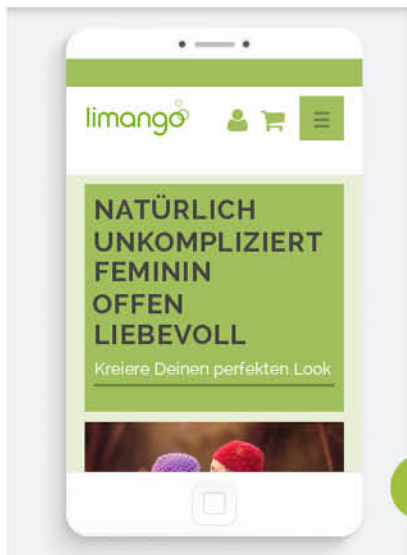 limango
NATÜRLICH
UNKOMPLIZIERT
FEMININ
OFFEN
LIEBEVOLL
Kreiere Deinen perfekten Look